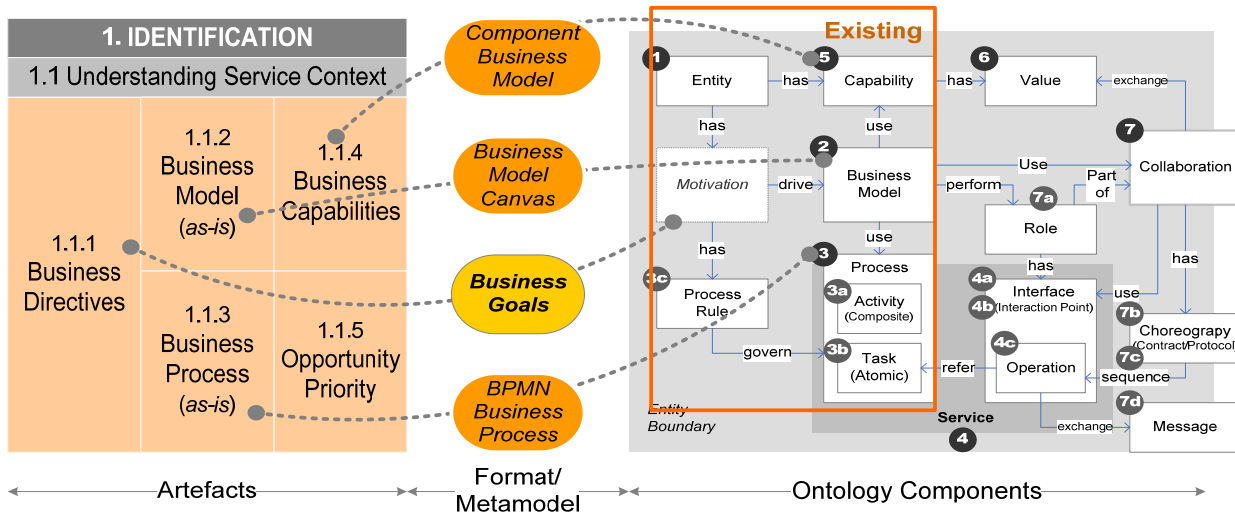 1. IDENTIFICATION
1.1 Understanding Service Context
1.1.1
Business
Directives
1.1.2
Business
Model
(as-is)
1.1.4
Business
Capabilities
1.1.3
Business
Process
(as-is)
1.1.5
Opportunity
Priority
Component
Business
Model
Business
Model
Canvas
Business
Goals
BPMN
Business
Process
Existing
1
Entity
has
5
Capability
has
6
Value
exchange
has
use
7
Collaboration
Motivation
drive
2
Business
Model
Use
perform
Part
of
7a
Role
has
use
has
has
3c
Process
Rule
3
Process
3a
Activity
(Composite)
4a
Interface
4b
(Interaction Point)
use
7b
Choreograpy
(Contract/Protocol)
7c
govern
3b
Task
(Atomic)
refer
4c
Operation
sequence
7d
Message
exchange
Entity
Boundary
Service
4
Artefacts
Format/
Metamodel
Ontology Components